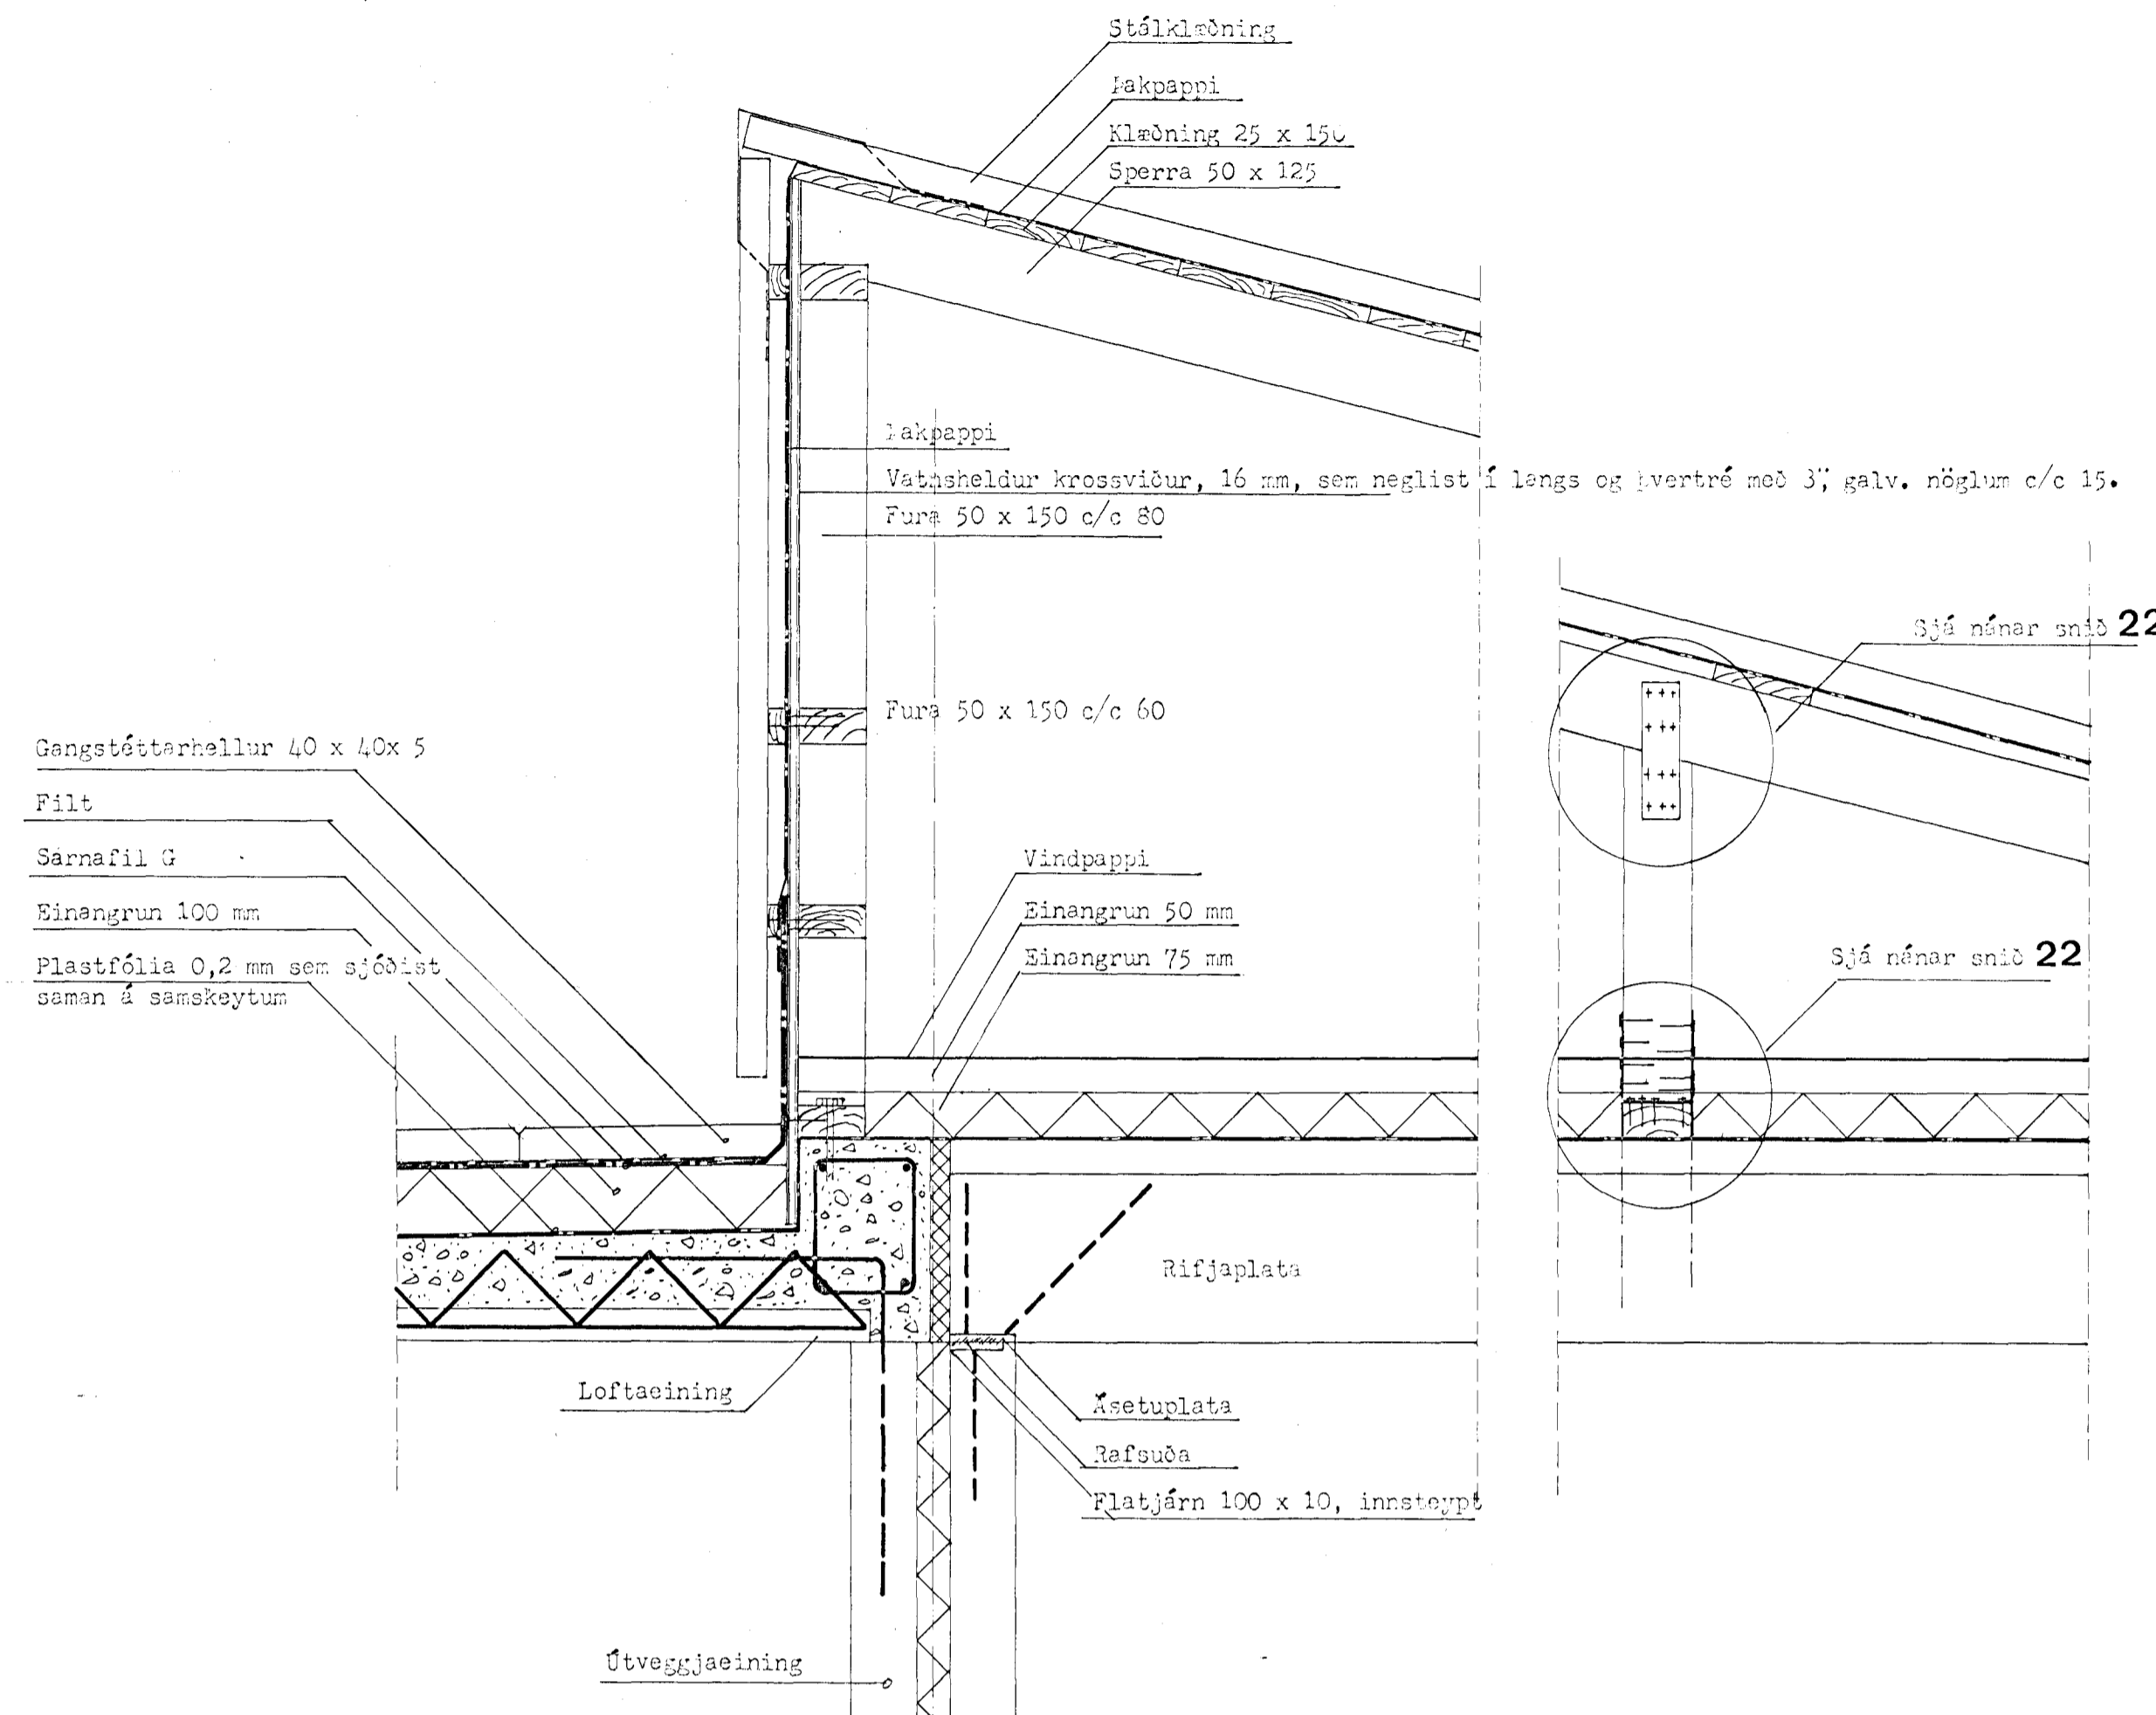 Stálklæðning
Þakpappi
Klæðning 25 x 150
Sperra 50 x 125
Þakpappi
Vatnsheldur krossviður, 16 mm, sem neglist í langs og þvertré með 3", galv. nöglum c/c 15.
Fura 50 x 150 c/c 80
Sjá nánar snið 22
Fura 50 x 150 c/c 60
Gangstéttarhellur 40 x 40x 5
Filt
Sarnafil G
Einangrun 100 mm
Plastfólia 0,2 mm sem sjóðist
saman á samskeytum
Vindpappi
Einangrun 50 mm
Einangrun 75 mm
Sjá nánar snið 22
Rifjaplata
Loftaeining
Ásetuplata
Rafsuða
Flatjárn 100 x 10, innsteypt
Útveggjaeining